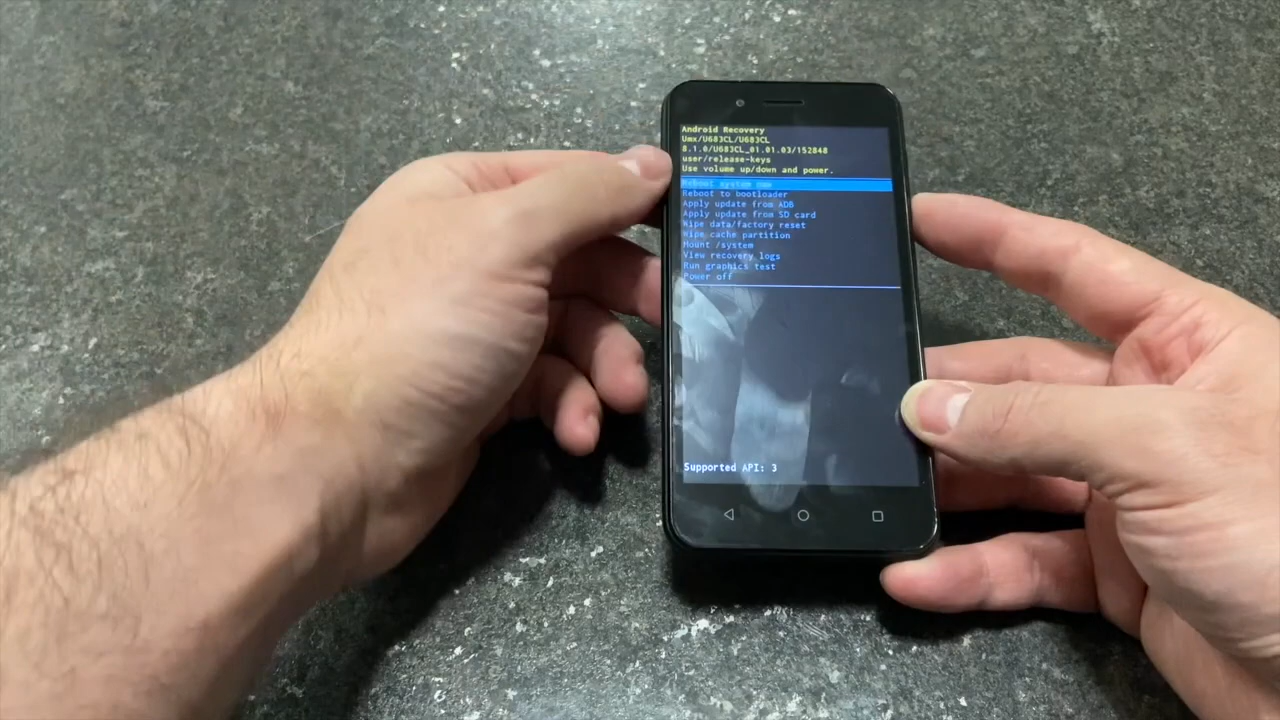 Android Recovery
Umx/U683CL/U683CL
8.1.0/U683CL_01.01.03/152848
user/release-keys
Use volume up/down and power.
Reboot system now
Reboot to bootloader
Apply update from ADB
Apply update from SD card
Wipe data/factory reset
Wipe cache partition
Mount /system
View recovery logs
Run graphics test
Power off
Supported API: 3